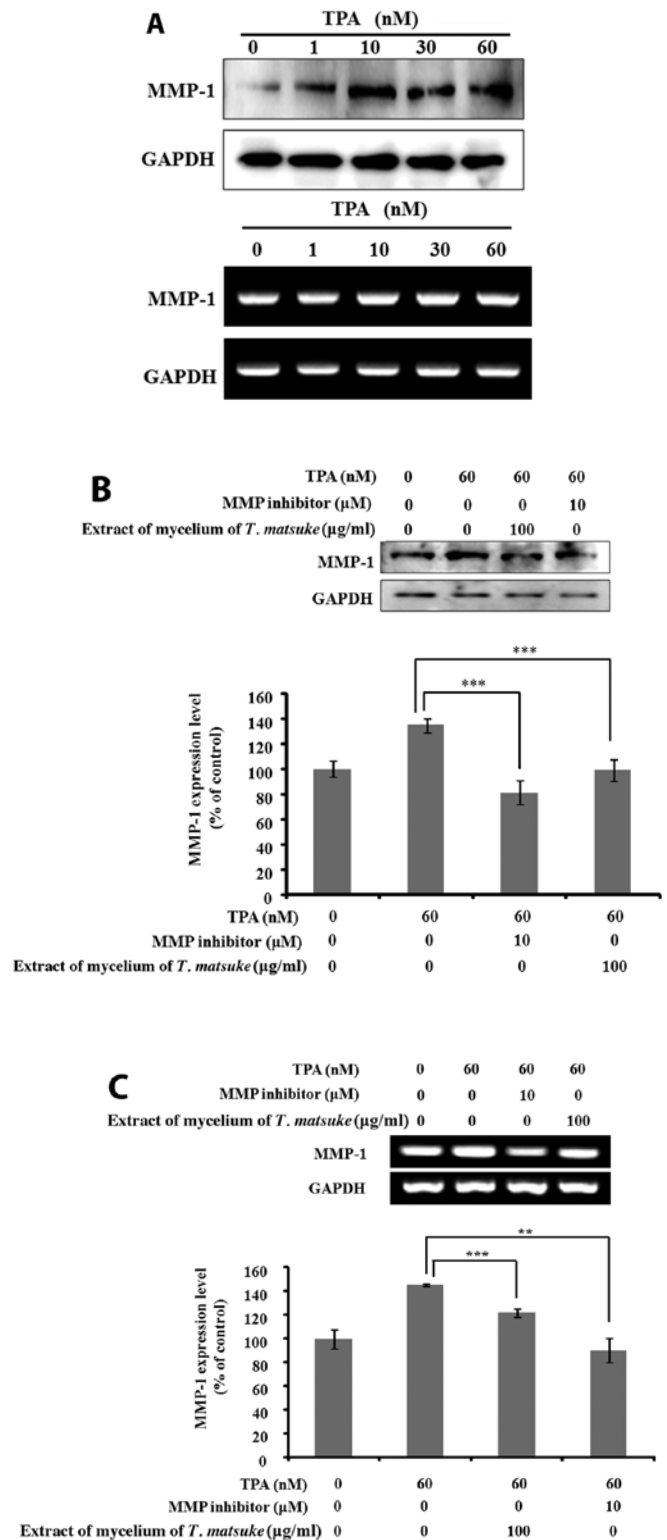 A
TPA (nM)
0 1 10 30 60
MMP-1
GAPDH
TPA (nM)
0 1 10 30 60
MMP-1
GAPDH
B
TPA (nM) 0 60 60 60
MMP inhibitor (µM) 0 0 0 10
Extract of mycelium of T. matsuke (µg/ml) 0 0 100 0
MMP-1
GAPDH
***
***
MMP-1 expression level
(% of control)
160
140
120
100
80
60
40
20
0
TPA (nM) 0 60 60 60
MMP inhibitor (µM) 0 0 10 0
Extract of mycelium of T. matsuke (µg/ml) 0 0 0 100
C
TPA (nM) 0 60 60 60
MMP inhibitor (µM) 0 0 10 0
Extract of mycelium of T. matsuke (µg/ml) 0 0 0 100
MMP-1
GAPDH
**
***
MMP-1 expression level
(% of control)
160
140
120
100
80
60
40
20
0
TPA (nM) 0 60 60 60
MMP inhibitor (µM) 0 0 0 10
Extract of mycelium of T. matsuke (µg/ml) 0 0 100 0